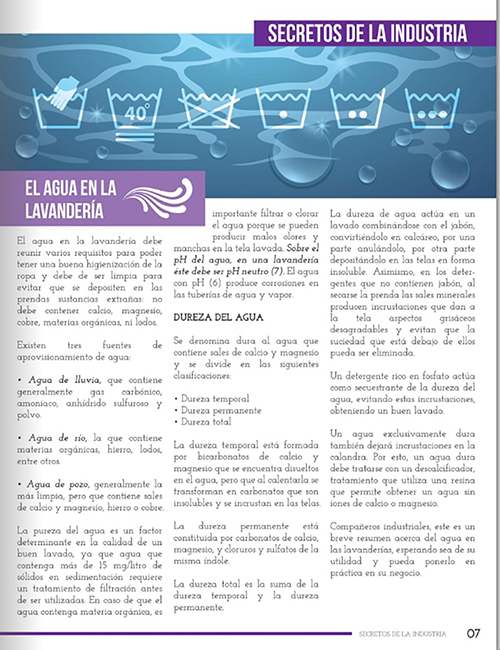 SECRETOS DE LA INDUSTRIA
40°
EL AGUA EN LA
LAVANDERÍA
El agua en la lavandería debe
reunir varios requisitos para poder
tener una buena higienización de la
ropa y debe de ser limpia para
evitar que se depositen en las
prendas sustancias extrañas: no
debe contener calcio, magnesio,
cobre, materias orgánicas, ni lodos.
Existen tres fuentes de
aprovisionamiento de agua:
• Agua de lluvia, que contiene
generalmente gas carbónico,
amoniaco, anhídrido sulfuroso y
polvo.
• Agua de río, la que contiene
materias orgánicas, hierro, lodos,
entre otros.
• Agua de pozo, generalmente la
más limpia, pero que contiene sales
de calcio y magnesio, hierro o cobre.
La pureza del agua es un factor
determinante en la calidad de un
buen lavado, ya que agua que
contenga más de 15 mg/litro de
sólidos en sedimentación requiere
un tratamiento de filtración antes
de ser utilizadas. En caso de que el
agua contenga materia orgánica, es
importante filtrar o clorar
el agua porque se pueden
producir malos olores y
manchas en la tela lavada. Sobre el
pH del agua, en una lavandería
éste debe ser pH neutro (7). El agua
con pH (6) produce corrosiones en
las tuberías de agua y vapor.
DUREZA DEL AGUA
Se denomina dura al agua que
contiene sales de calcio y magnesio
y se divide en las siguientes
clasificaciones:
• Dureza temporal
• Dureza permanente
• Dureza total
La dureza temporal está formada
por bicarbonatos de calcio y
magnesio que se encuentra disueltos
en el agua, pero que al calentarla se
transforman en carbonatos que son
insolubles y se incrustan en las telas.
La dureza permanente está
constituida por carbonatos de calcio,
magnesio, y cloruros y sulfatos de la
misma índole.
La dureza total es la suma de la
dureza temporal y la dureza
permanente.
La dureza de agua actúa en un
lavado combinándose con el jabón,
convirtiéndolo en calcáreo, por una
parte anulándolo, por otra parte
depositándolo en las telas en forma
insoluble. Asimismo, en los deter-
gentes que no contienen jabón, al
secarse la prenda las sales minerales
producen incrustaciones que dan a
la tela aspectos grisáceos
desagradables y evitan que la
suciedad que está debajo de ellos
pueda ser eliminada.
Un detergente rico en fosfato actúa
como secuestrante de la dureza del
agua, evitando estas incrustaciones,
obteniendo un buen lavado.
Un agua exclusivamente dura
también dejará incrustaciones en la
calandra. Por esto, un agua dura
debe tratarse con un descalcificador,
tratamiento que utiliza una resina
que permite obtener un agua sin
iones de calcio o magnesio.
Compañeros industriales, este es un
breve resumen acerca del agua en
las lavanderías, esperando sea de su
utilidad y pueda ponerlo en
práctica en su negocio.
SECRETOS DE LA INDUSTRIA 07